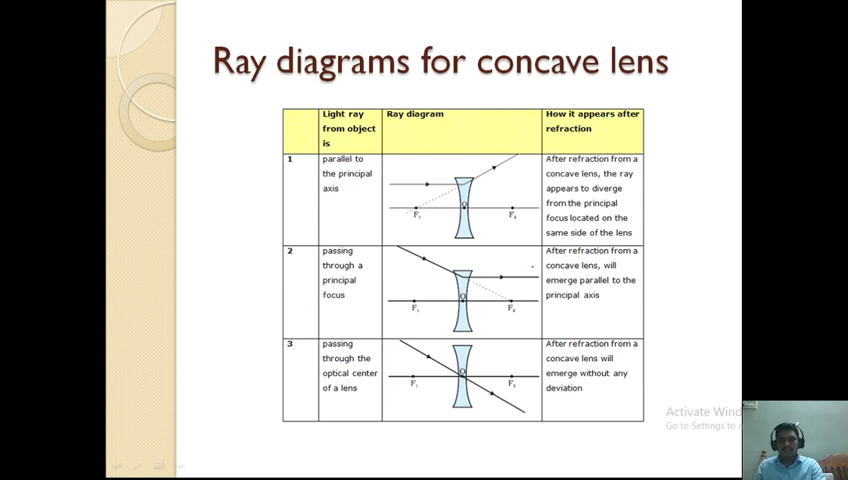 Ray diagrams for concave lens
Light ray
from object
is
Ray diagram
How it appears after
refraction
1
parallel to
the principal
axis
O
F₁
F₂
After refraction from a
concave lens, the ray
appears to diverge
from the principal
focus located on the
same side of the lens
2
passing
through a
principal
focus
O
F₁
F₂
After refraction from a
concave lens, will
emerge parallel to the
principal axis
3
passing
through the
optical center
of a lens
O
F₁
F₂
After refraction from a
concave lens will
emerge without any
deviation
Activate Wind
Go to Settings to